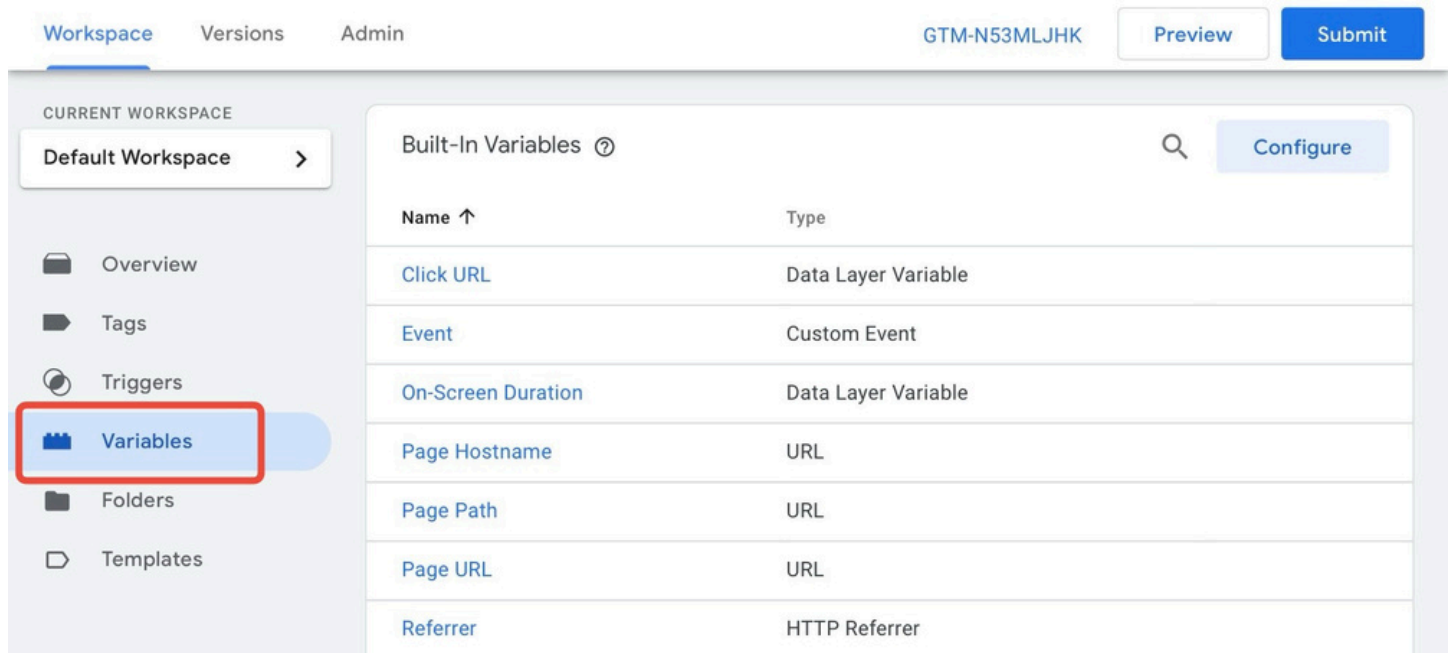 Workspace Versions Admin GTM-N53MLJHK Preview Submit
CURRENT WORKSPACE
Default Workspace
Overview
Tags
Triggers
Variables
Folders
Templates
Built-In Variables
Configure
Name Type
Click URL Data Layer Variable
Event Custom Event
On-Screen Duration Data Layer Variable
Page Hostname URL
Page Path URL
Page URL URL
Referrer HTTP Referrer